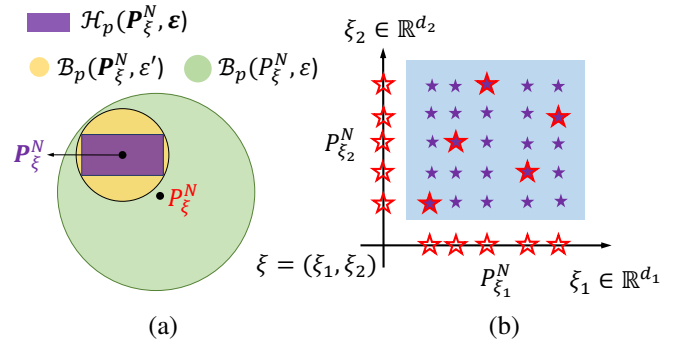 ℋ_p(𝑷_ξ^N, 𝜺)
ℬ_p(𝑷_ξ^N, ε′)
ℬ_p(P_ξ^N, ε)
𝑷_ξ^N
P_ξ^N
(a)
ξ_2 ∈ ℝ^{d_2}
P_{ξ_2}^N
ξ = (ξ_1, ξ_2)
P_{ξ_1}^N
ξ_1 ∈ ℝ^{d_1}
(b)